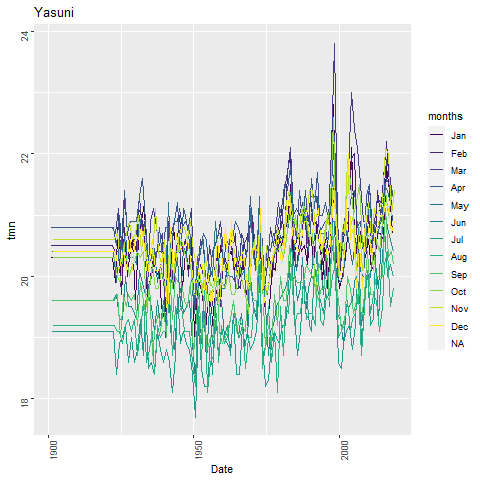 Yasuni
24
22
20
18
tmn
1900
1950
2000
Date
months
Jan
Feb
Mar
Apr
May
Jun
Jul
Aug
Sep
Oct
Nov
Dec
NA